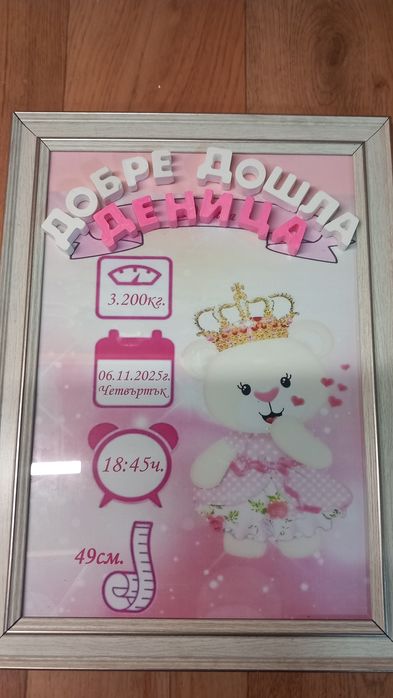 ДОБРЕ ДОШЛА
ДЕНИЦА
3.200кг.
06.11.2025г.
Четвъртък
18:45ч.
49см.